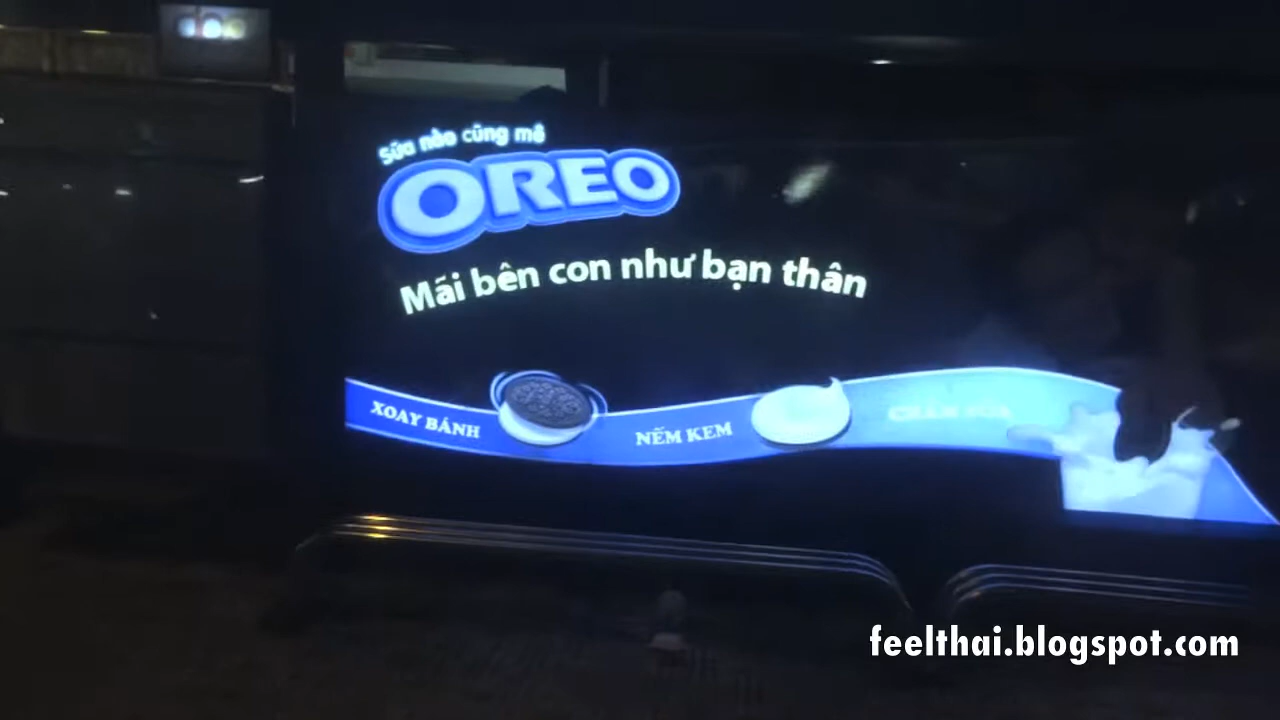 Sữa nào cũng mê
OREO
Mãi bên con như bạn thân
XOAY BÁNH
NẾM KEM
feelthai.blogspot.com